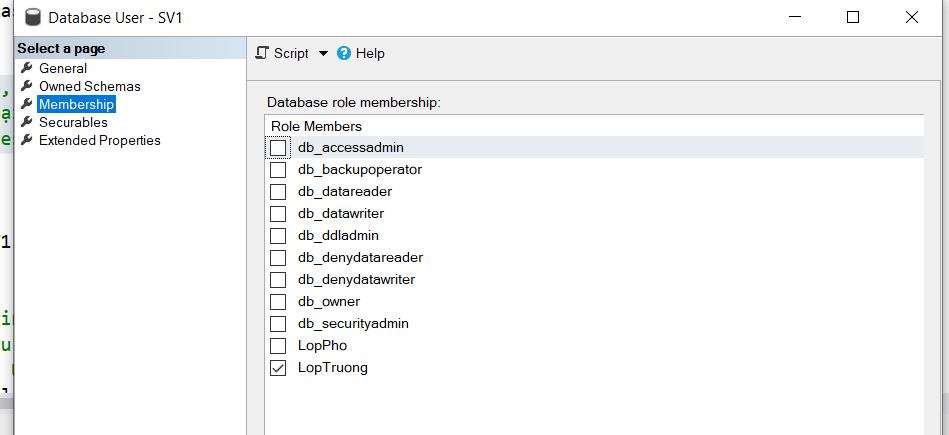 Database User - SV1
Select a page
General
Owned Schemas
Membership
Securables
Extended Properties
Script
Help
Database role membership:
Role Members
db_accessadmin
db_backupoperator
db_datareader
db_datawriter
db_ddladmin
db_denydatareader
db_denydatawriter
db_owner
db_securityadmin
LopPho
LopTruong